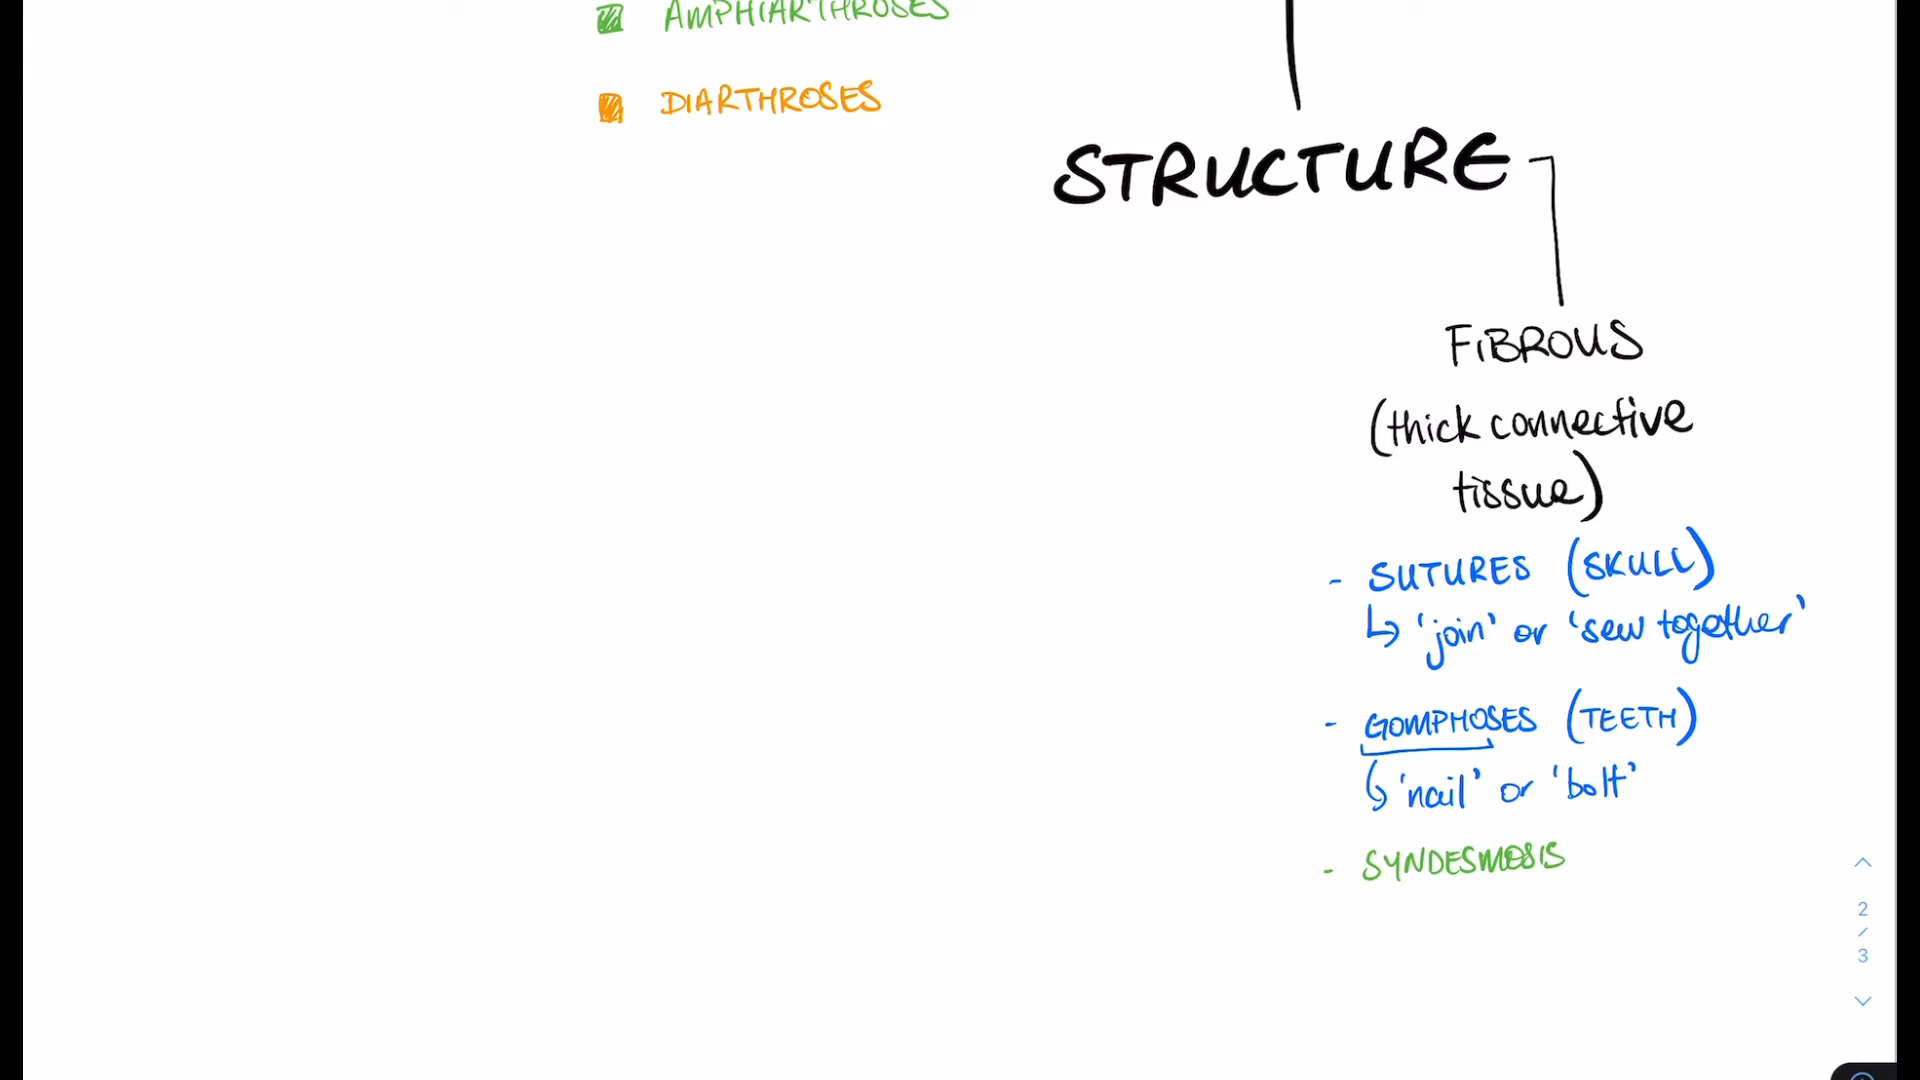 AMPHIARTHROSES
DIARTHROSES
STRUCTURE
FIBROUS
(thick connective
tissue)
- SUTURES (SKULL)
↳ 'join' or 'sew together'
- GOMPHOSES (TEETH)
↳ 'nail' or 'bolt'
- SYNDESMOSIS
2
/
3